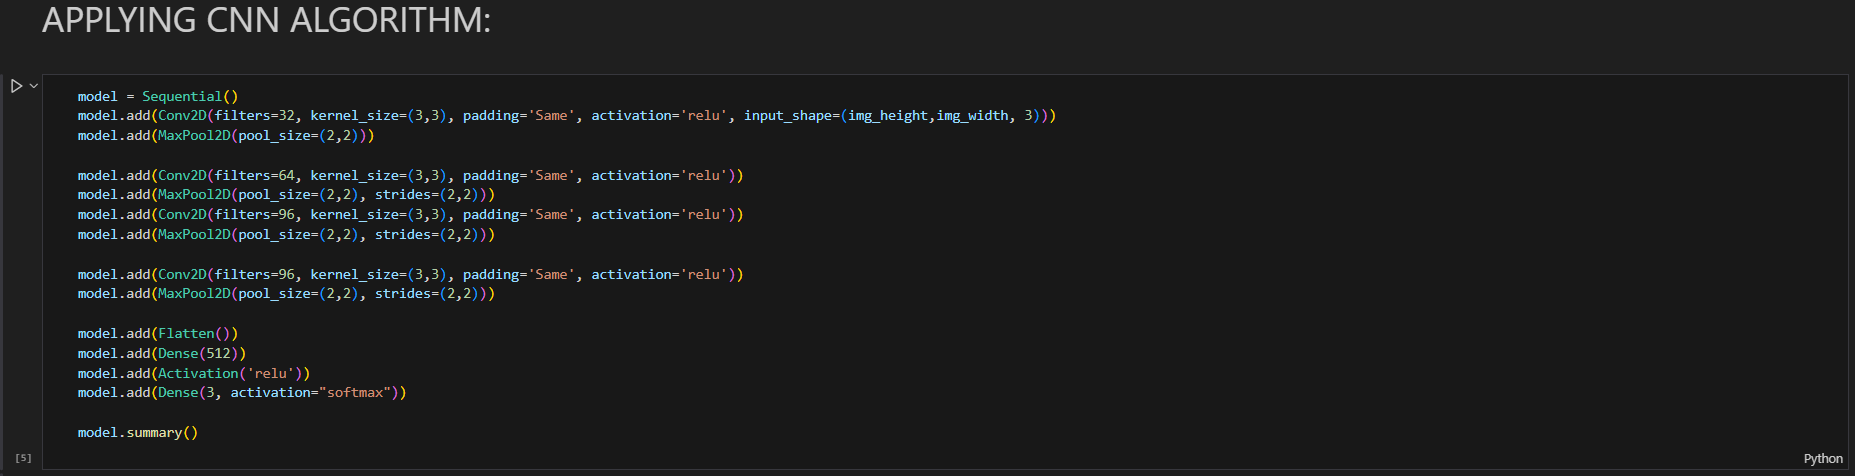 APPLYING CNN ALGORITHM:
model = Sequential()
model.add(Conv2D(filters=32, kernel_size=(3,3), padding='Same', activation='relu', input_shape=(img_height,img_width, 3)))
model.add(MaxPool2D(pool_size=(2,2)))
model.add(Conv2D(filters=64, kernel_size=(3,3), padding='Same', activation='relu'))
model.add(MaxPool2D(pool_size=(2,2), strides=(2,2)))
model.add(Conv2D(filters=96, kernel_size=(3,3), padding='Same', activation='relu'))
model.add(MaxPool2D(pool_size=(2,2), strides=(2,2)))
model.add(Conv2D(filters=96, kernel_size=(3,3), padding='Same', activation='relu'))
model.add(MaxPool2D(pool_size=(2,2), strides=(2,2)))
model.add(Flatten())
model.add(Dense(512))
model.add(Activation('relu'))
model.add(Dense(3, activation="softmax"))
model.summary()
[5]
Python